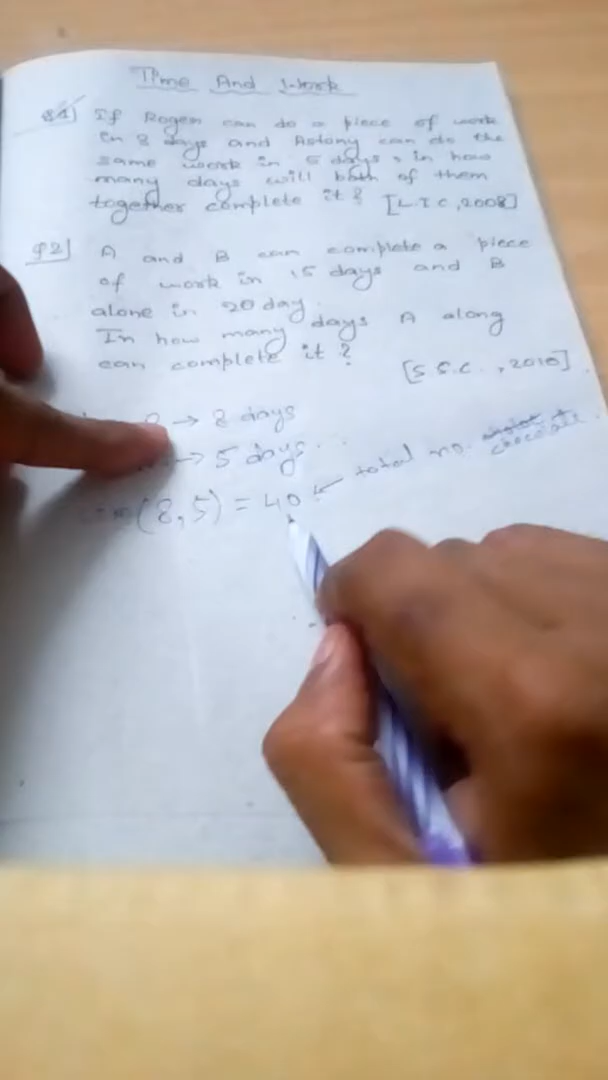 Time And Work
Q1] If Rogen can do a piece of work
in 8 days and Astony can do the
same work in 5 days, in how
many days will both of them
together complete it? [L.I.C, 2008]
Q2] A and B can complete a piece
of work in 15 days and B
alone in 20 day.
In how many days A along
can complete it?
[S.S.C., 2010]
→ 8 days
→ 5 days.
(8,5) = 40 ← total no. chocolate